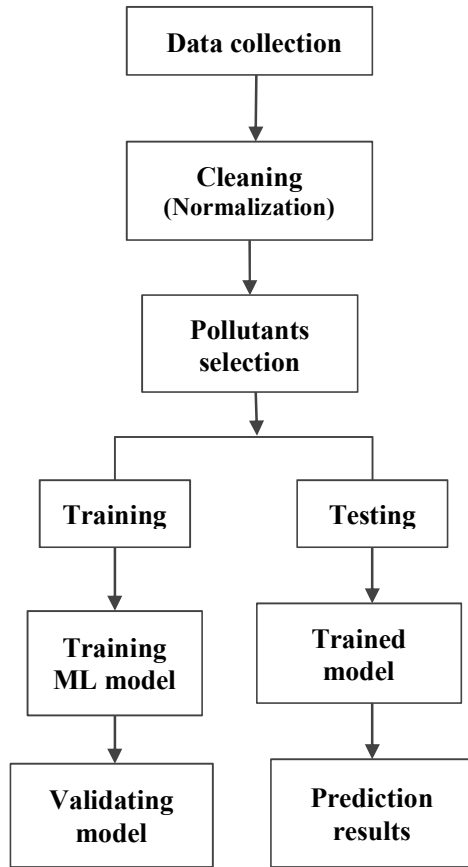 Data collection
Cleaning
(Normalization)
Pollutants
selection
Training
Testing
Training
ML model
Trained
model
Validating
model
Prediction
results